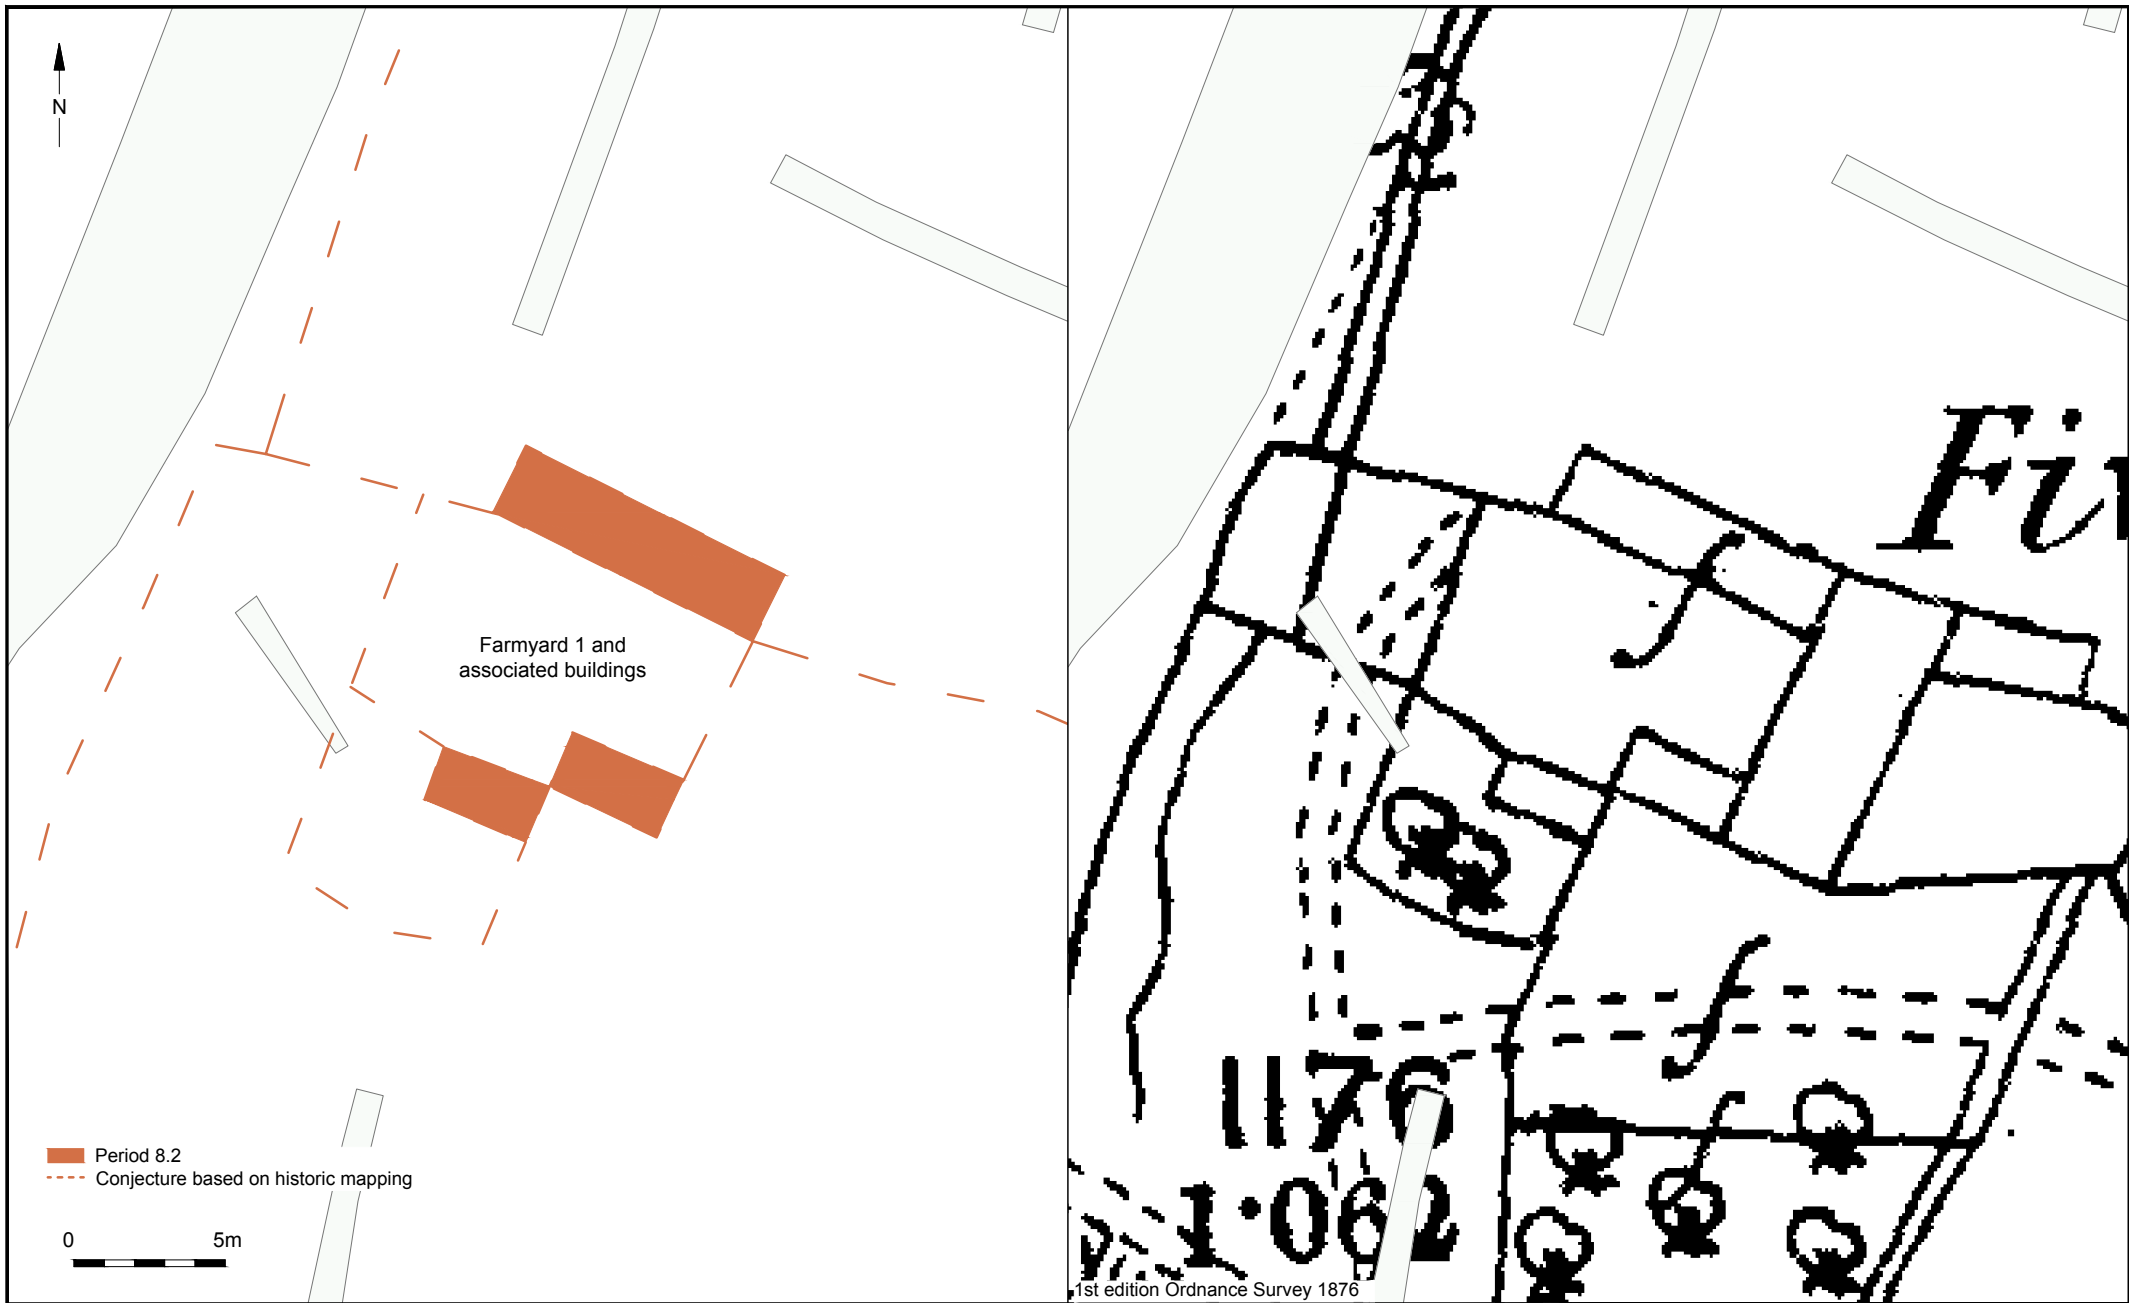 N
Farmyard 1 and
associated buildings
Period 8.2
Conjecture based on historic mapping
0 5m
Fi
1176
1·062
1st edition Ordnance Survey 1876